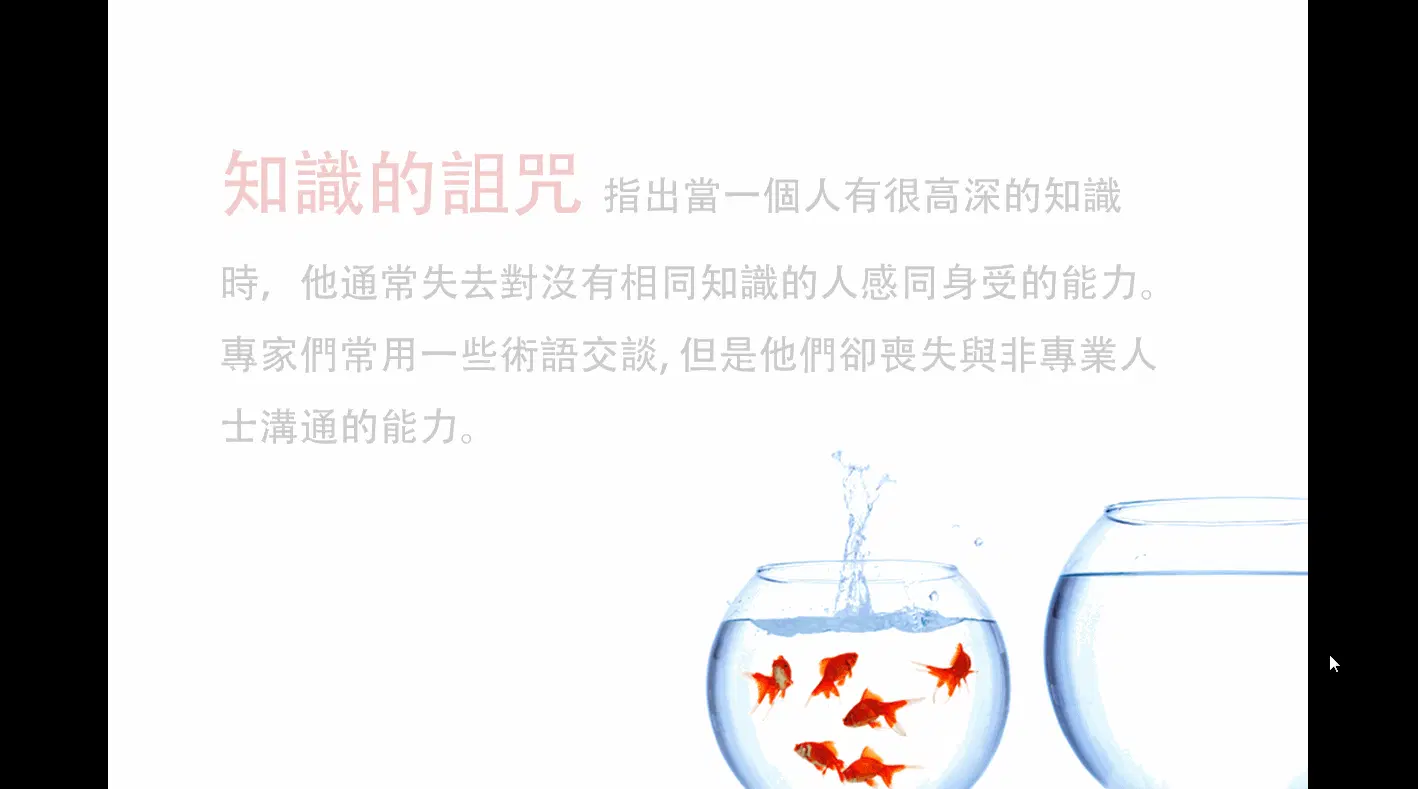 知識的詛咒 指出當一個人有很高深的知識
時，他通常失去對沒有相同知識的人感同身受的能力。
專家們常用一些術語交談, 但是他們卻喪失與非專業人
士溝通的能力。